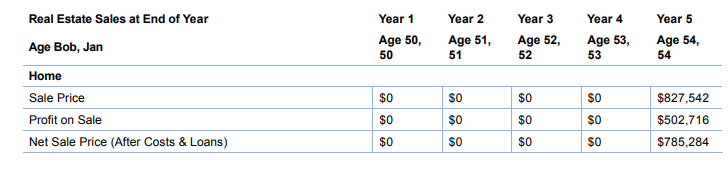 Real Estate Sales at End of Year Year 1 Year 2 Year 3 Year 4 Year 5
Age Bob, Jan Age 50, 50 Age 51, 51 Age 52, 52 Age 53, 53 Age 54, 54
Home
Sale Price $0 $0 $0 $0 $827,542
Profit on Sale $0 $0 $0 $0 $502,716
Net Sale Price (After Costs & Loans) $0 $0 $0 $0 $785,284